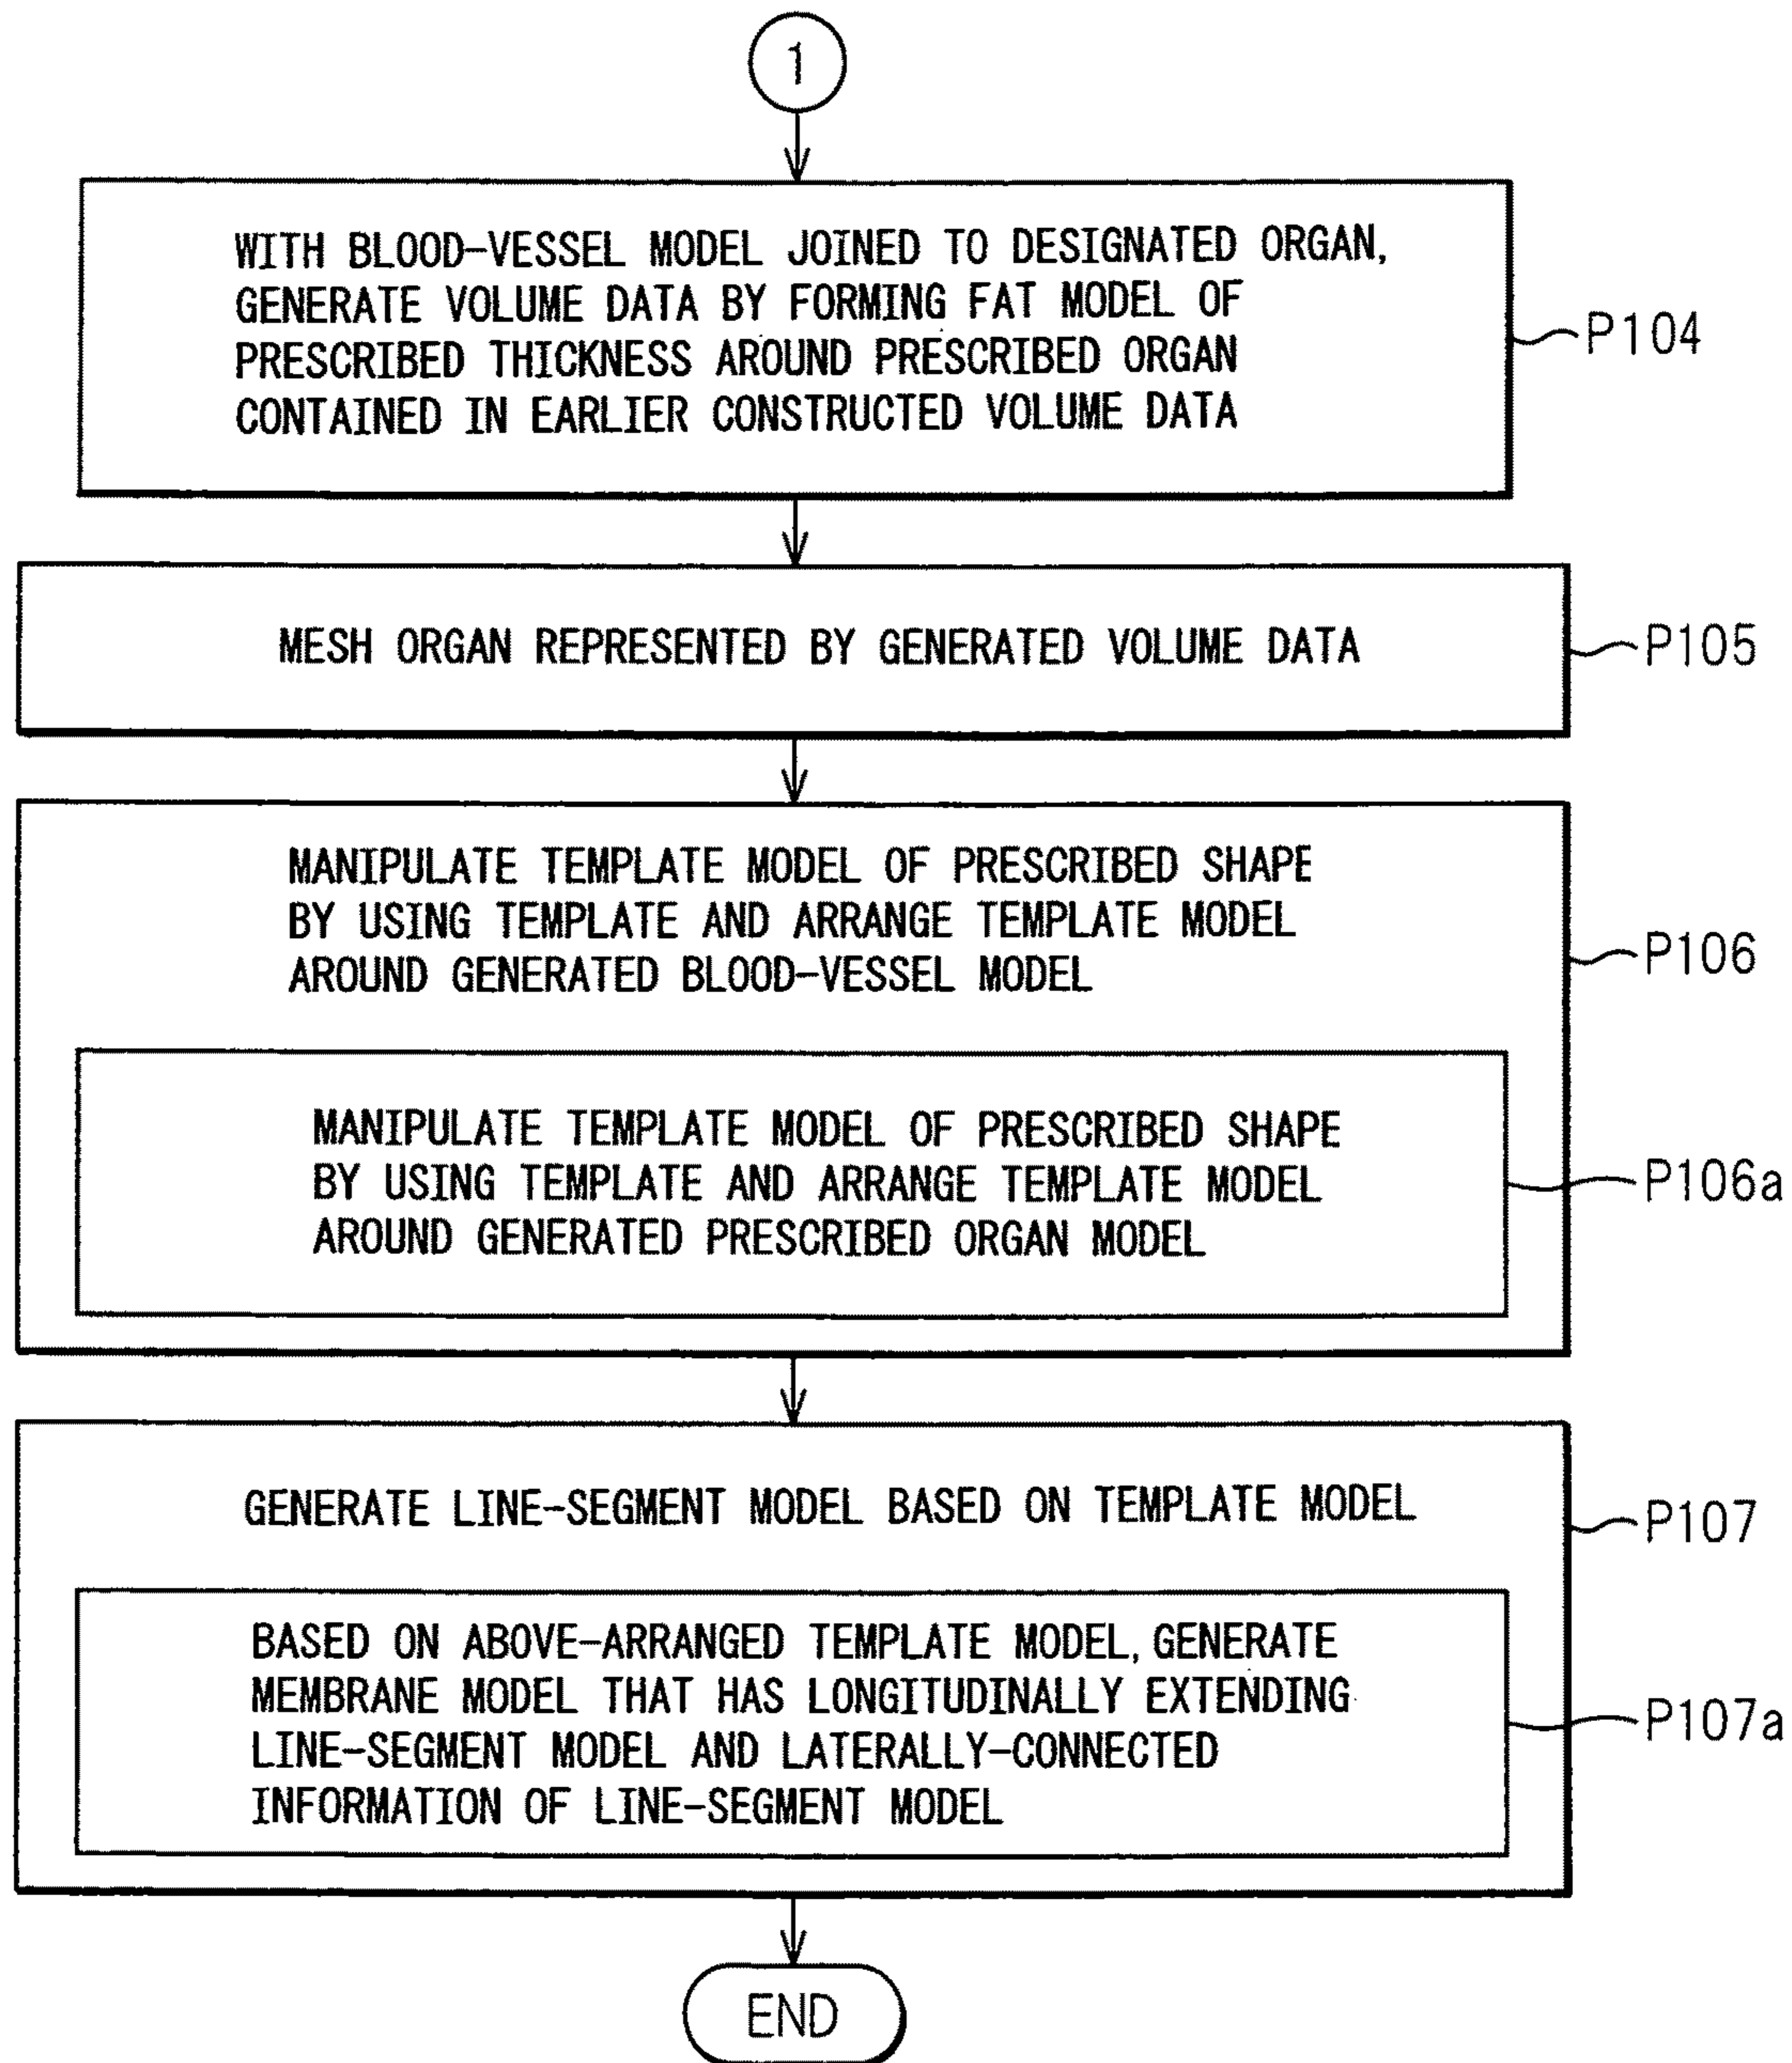 1
WITH BLOOD-VESSEL MODEL JOINED TO DESIGNATED ORGAN,
GENERATE VOLUME DATA BY FORMING FAT MODEL OF
PRESCRIBED THICKNESS AROUND PRESCRIBED ORGAN
CONTAINED IN EARLIER CONSTRUCTED VOLUME DATA
P104
MESH ORGAN REPRESENTED BY GENERATED VOLUME DATA
P105
MANIPULATE TEMPLATE MODEL OF PRESCRIBED SHAPE
BY USING TEMPLATE AND ARRANGE TEMPLATE MODEL
AROUND GENERATED BLOOD-VESSEL MODEL
P106
MANIPULATE TEMPLATE MODEL OF PRESCRIBED SHAPE
BY USING TEMPLATE AND ARRANGE TEMPLATE MODEL
AROUND GENERATED PRESCRIBED ORGAN MODEL
P106a
GENERATE LINE-SEGMENT MODEL BASED ON TEMPLATE MODEL
P107
BASED ON ABOVE-ARRANGED TEMPLATE MODEL, GENERATE
MEMBRANE MODEL THAT HAS LONGITUDINALLY EXTENDING
LINE-SEGMENT MODEL AND LATERALLY-CONNECTED
INFORMATION OF LINE-SEGMENT MODEL
P107a
END